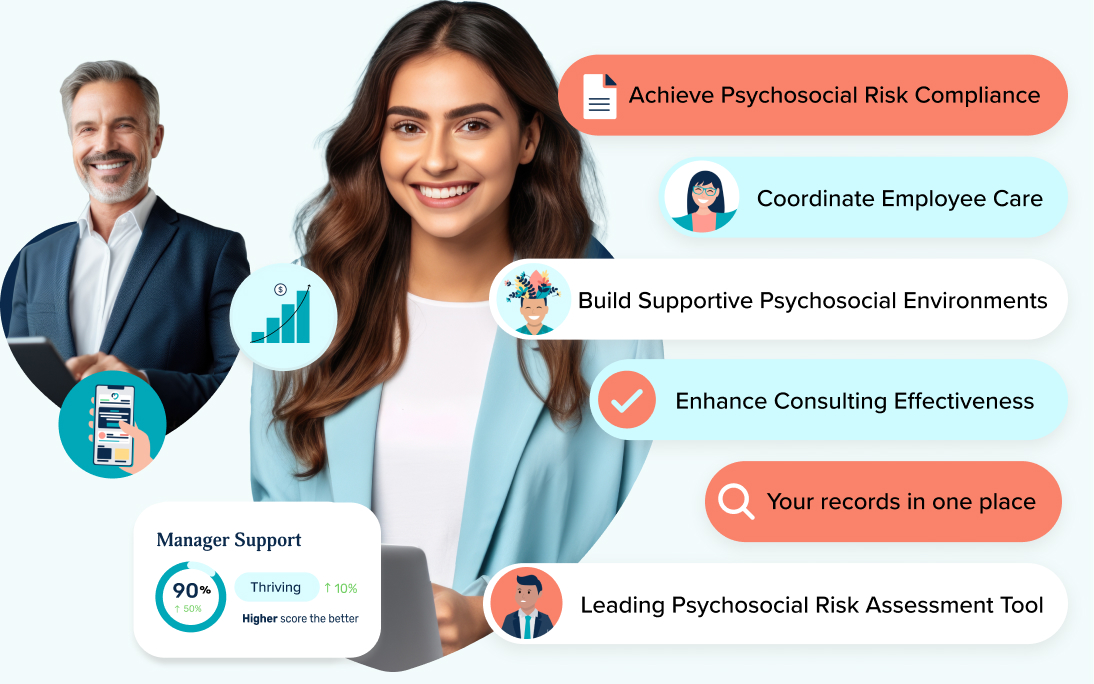 Achieve Psychosocial Risk Compliance
Coordinate Employee Care
Build Supportive Psychosocial Environments
$
Enhance Consulting Effectiveness
Your records in one place
Manager Support
90%
↑ 50%
Thriving ↑ 10%
Higher score the better
Leading Psychosocial Risk Assessment Tool